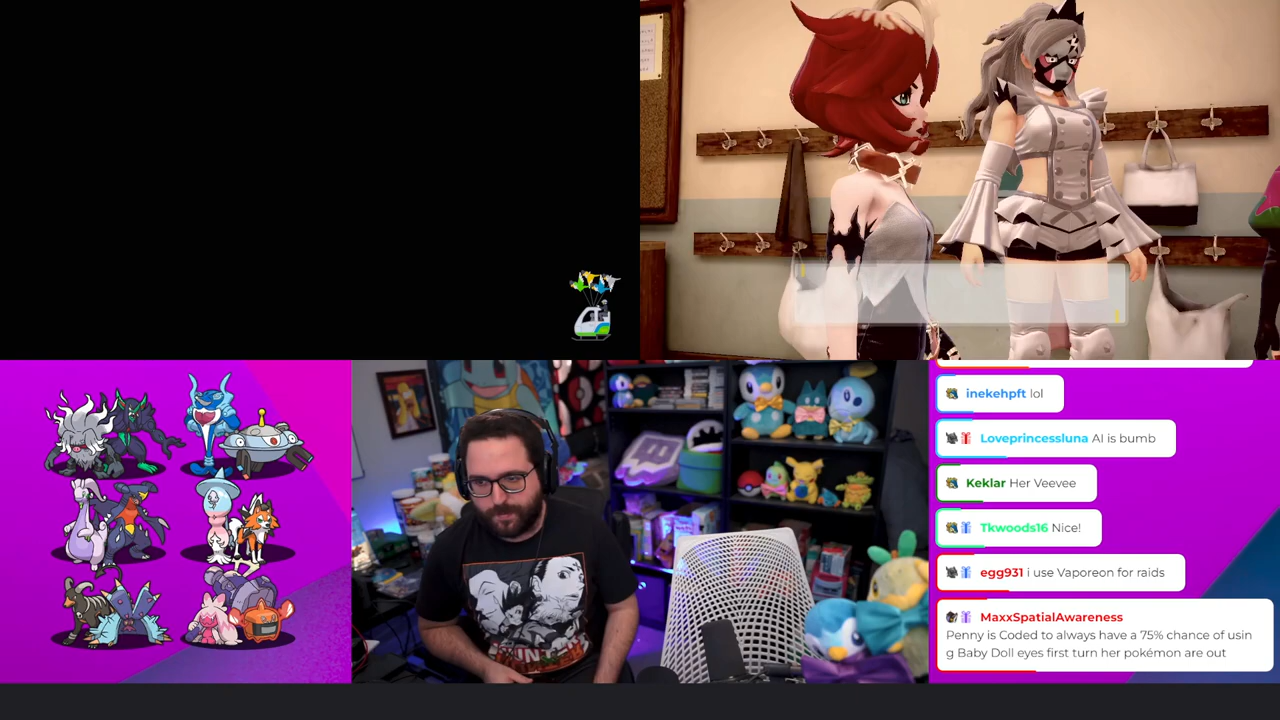 inekehpft lol
Loveprincessluna AI is bumb
Keklar Her Veevee
Tkwoods16 Nice!
egg931 i use Vaporeon for raids
MaxxSpatialAwareness
Penny is Coded to always have a 75% chance of usin
g Baby Doll eyes first turn her pokémon are out